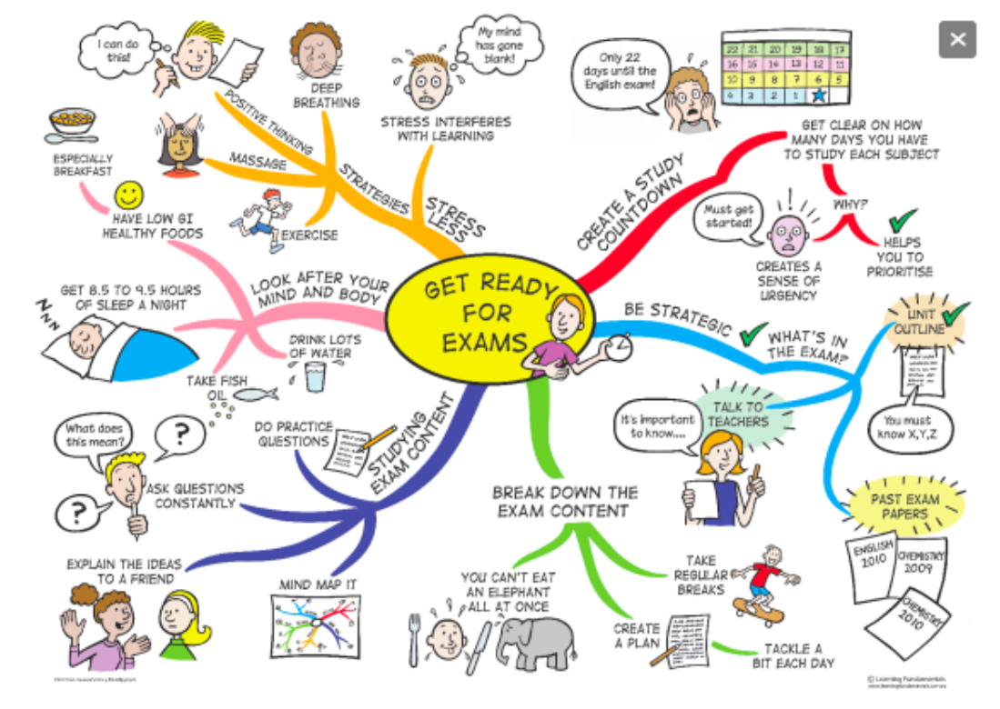 GET READY
FOR
EXAMS
CREATE A STUDY
COUNTDOWN
Only 22
days until the
English exam!
22 21 20 19 18 17
16 15 14 13 12 11
10 9 8 7 6 5
4 3 2 1
GET CLEAR ON HOW
MANY DAYS YOU HAVE
TO STUDY EACH SUBJECT
WHY?
Must get
started!
CREATES A
SENSE OF
URGENCY
HELPS
YOU TO
PRIORITISE
BE STRATEGIC
WHAT'S IN
THE EXAM?
UNIT
OUTLINE
You must
know X,Y,Z
TALK TO
TEACHERS
It's important
to know....
PAST EXAM
PAPERS
ENGLISH
2010
CHEMISTRY
2009
CHEMISTRY
2010
BREAK DOWN THE
EXAM CONTENT
TAKE
REGULAR
BREAKS
CREATE
A PLAN
TACKLE A
BIT EACH DAY
YOU CAN'T EAT
AN ELEPHANT
ALL AT ONCE
STUDYING
EXAM CONTENT
DO PRACTICE
QUESTIONS
ASK QUESTIONS
CONSTANTLY
What does
this mean?
?
?
EXPLAIN THE IDEAS
TO A FRIEND
MIND MAP IT
LOOK AFTER YOUR
MIND AND BODY
HAVE LOW GI
HEALTHY FOODS
ESPECIALLY
BREAKFAST
GET 8.5 TO 9.5 HOURS
OF SLEEP A NIGHT
ZZZ
TAKE FISH
OIL
DRINK LOTS
OF WATER
STRESS
LESS
STRATEGIES
POSITIVE THINKING
I can do
this!
DEEP
BREATHING
MASSAGE
EXERCISE
STRESS INTERFERES
WITH LEARNING
My mind
has gone
blank!
© Learning Fundamentals